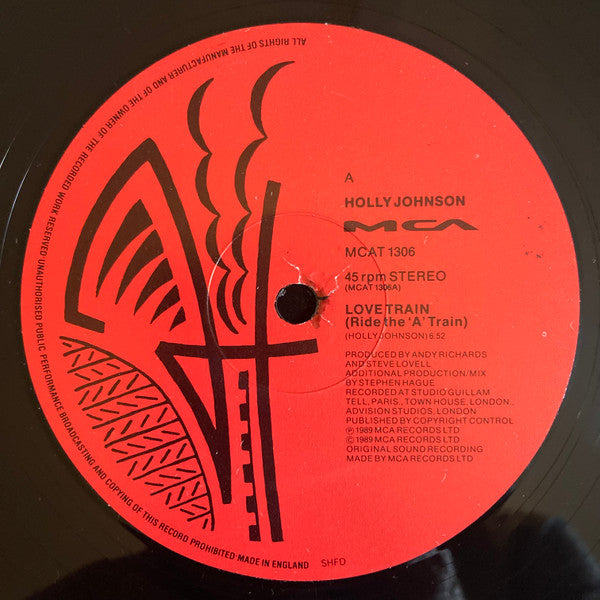 A
HOLLY JOHNSON
MCA
MCAT 1306
45 rpm STEREO
(MCAT 1306A)
LOVETRAIN
(Ride the 'A' Train)
(HOLLY JOHNSON) 6.52
PRODUCED BY ANDY RICHARDS
AND STEVE LOVELL
ADDITIONAL PRODUCTION/MIX
BY STEPHEN HAGUE
RECORDED AT STUDIO GUILLAM
TELL, PARIS., TOWN HOUSE, LONDON.,
ADVISION STUDIOS, LONDON
PUBLISHED BY COPYRIGHT CONTROL
℗ 1989 MCA RECORDS LTD
© 1989 MCA RECORDS LTD
ORIGINAL SOUND RECORDING
MADE BY MCA RECORDS LTD
ALL RIGHTS OF THE MANUFACTURER AND OF THE OWNER OF THE RECORDED WORK RESERVED UNAUTHORISED PUBLIC PERFORMANCE BROADCASTING AND COPYING OF THIS RECORD PROHIBITED·MADE IN ENGLAND
SHFD